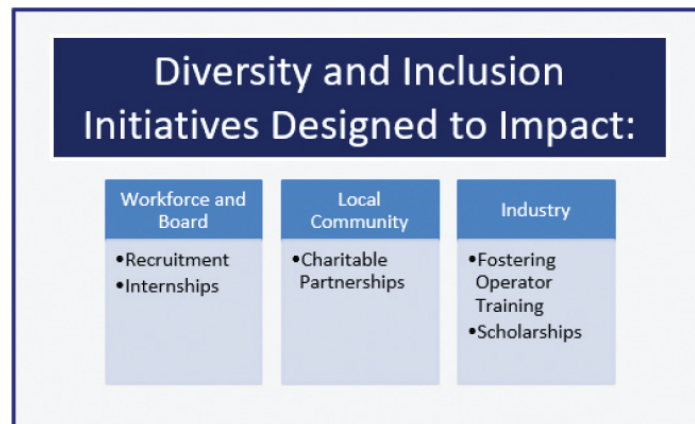 Diversity and Inclusion
Initiatives Designed to Impact:
Workforce and
Board
•Recruitment
•Internships
Local
Community
•Charitable
Partnerships
Industry
•Fostering
Operator
Training
•Scholarships